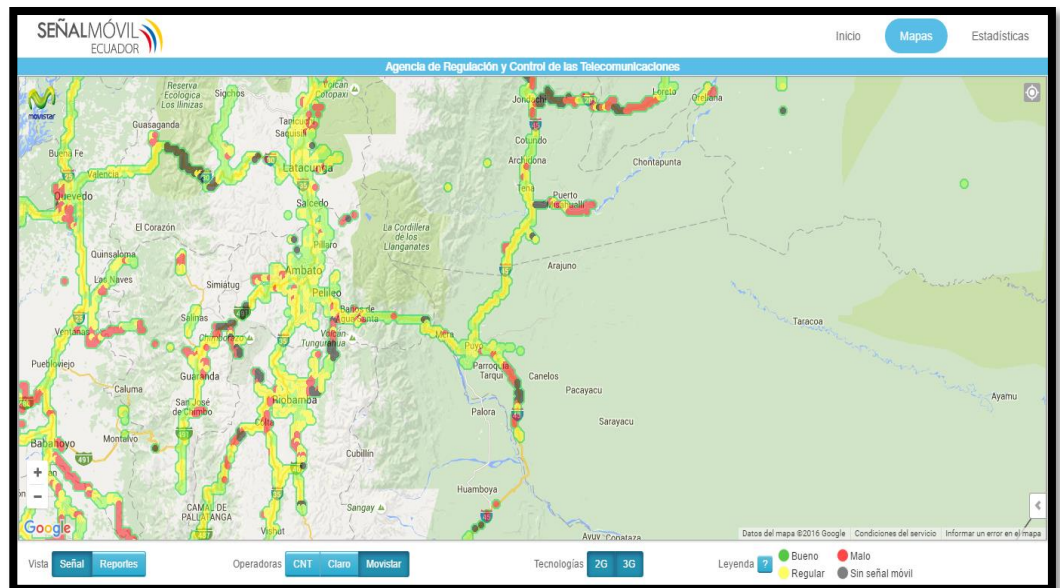 SEÑALMÓVIL
ECUADOR
Inicio
Mapas
Estadísticas
Agencia de Regulación y Control de las Telecomunicaciones
movistar
Reserva
Ecológica
Los Ilinizas
Sigchos
Volcán
Cotopaxi
Guasaganda
Saquisilí
Buena Fe
Valencia
Latacunga
Quevedo
Salcedo
El Corazón
La Cordillera
de los
Llanganates
Píllaro
Quinsaloma
Ambato
Las Naves
Simiatug
Pelileo
Salinas
Baños de
Agua Santa
Ventanas
Chimborazo
Volcán
Tungurahua
Mera
Puyo
Pueblo­viejo
Guaranda
Parroquia
Tarqui
Canelos
Caluma
Riobamba
Pacayacu
San José
de Chimbo
Palora
Sarayacu
Babahoyo
Montalvo
491
Cubillín
Huamboya
CAMAL DE
PALLATANGA
Sangay
Jondachi
Loreto
Orellana
Cotundo
Archidona
Chontapunta
Tena
Puerto
Arajuno
Taracoa
Ayamu
+
−
Google
Datos del mapa ©2016 Google
Condiciones del servicio
Informar un error en el mapa
Vista
Señal
Reportes
Operadoras
CNT
Claro
Movistar
Tecnologías
2G
3G
Leyenda
?
Bueno
Malo
Regular
Sin señal móvil